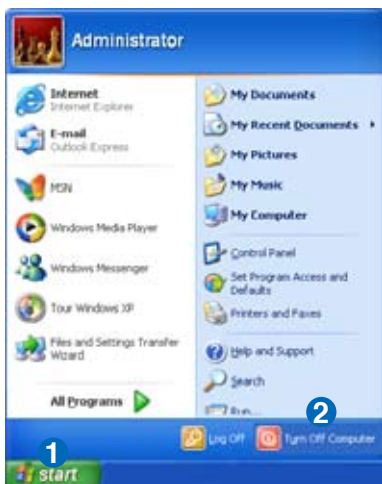 Administrator
Internet
Internet Explorer
E-mail
Outlook Express
MSN
Windows Media Player
Windows Messenger
Tour Windows XP
Files and Settings Transfer
Wizard
All Programs
My Documents
My Recent Documents
My Pictures
My Music
My Computer
Control Panel
Set Program Access and
Defaults
Printers and Faxes
Help and Support
Search
Run...
2
Log Off
Turn Off Computer
1
start